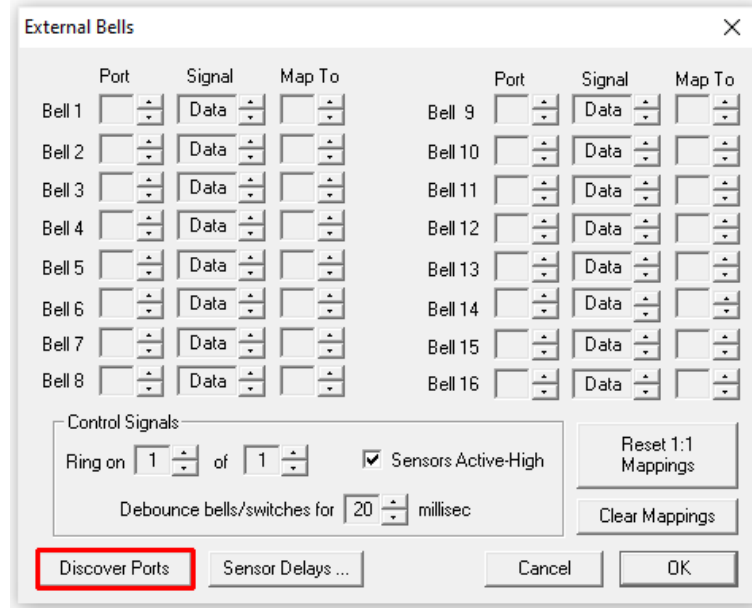 External Bells
Port Signal Map To Port Signal Map To
Bell 1 Data Bell 9 Data
Bell 2 Data Bell 10 Data
Bell 3 Data Bell 11 Data
Bell 4 Data Bell 12 Data
Bell 5 Data Bell 13 Data
Bell 6 Data Bell 14 Data
Bell 7 Data Bell 15 Data
Bell 8 Data Bell 16 Data
Control Signals
Ring on 1 of 1 Sensors Active-High
Debounce bells/switches for 20 millisec
Reset 1:1
Mappings
Clear Mappings
Discover Ports Sensor Delays ... Cancel OK